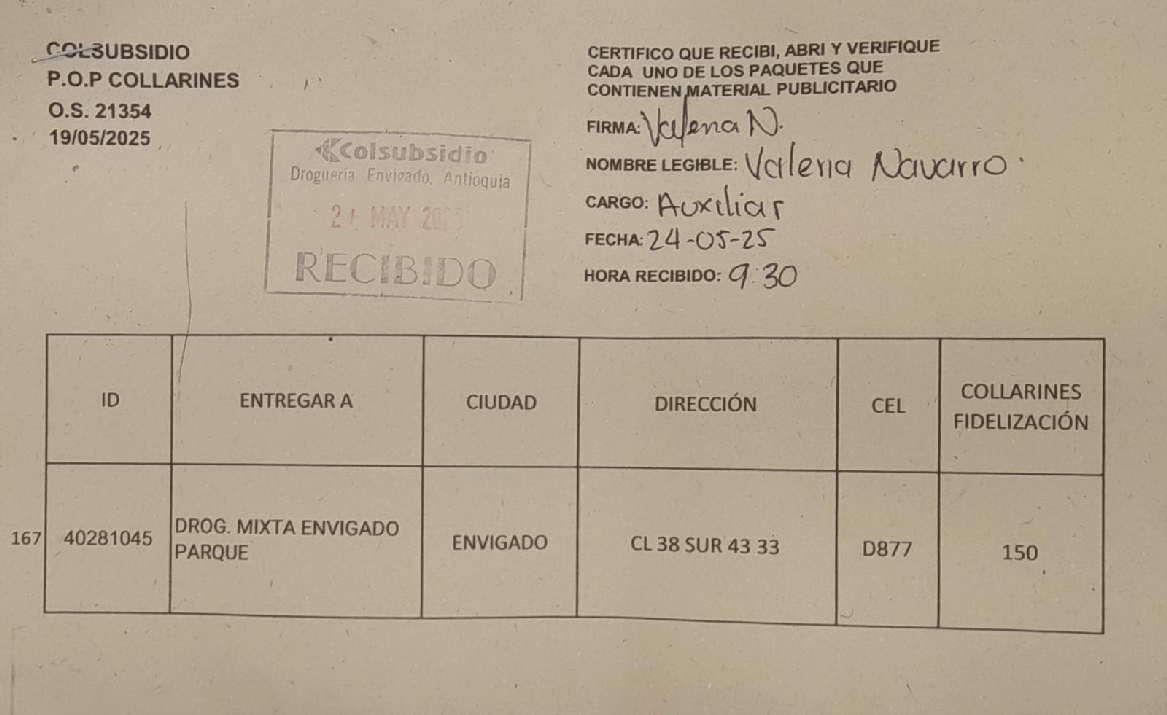 COLSUBSIDIO
P.O.P COLLARINES
O.S. 21354
19/05/2025
CERTIFICO QUE RECIBI, ABRI Y VERIFIQUE
CADA UNO DE LOS PAQUETES QUE
CONTIENEN MATERIAL PUBLICITARIO
FIRMA: Valeria N.
NOMBRE LEGIBLE: Valeria Navarro
CARGO: Auxiliar
FECHA: 24-05-25
HORA RECIBIDO: 9:30
Colsubsidio
Droguería Envigado, Antioquia
MAY
RECIBIDO
ID ENTREGAR A CIUDAD DIRECCIÓN CEL COLLARINES FIDELIZACIÓN
167 40281045 DROG. MIXTA ENVIGADO PARQUE ENVIGADO CL 38 SUR 43 33 D877 150